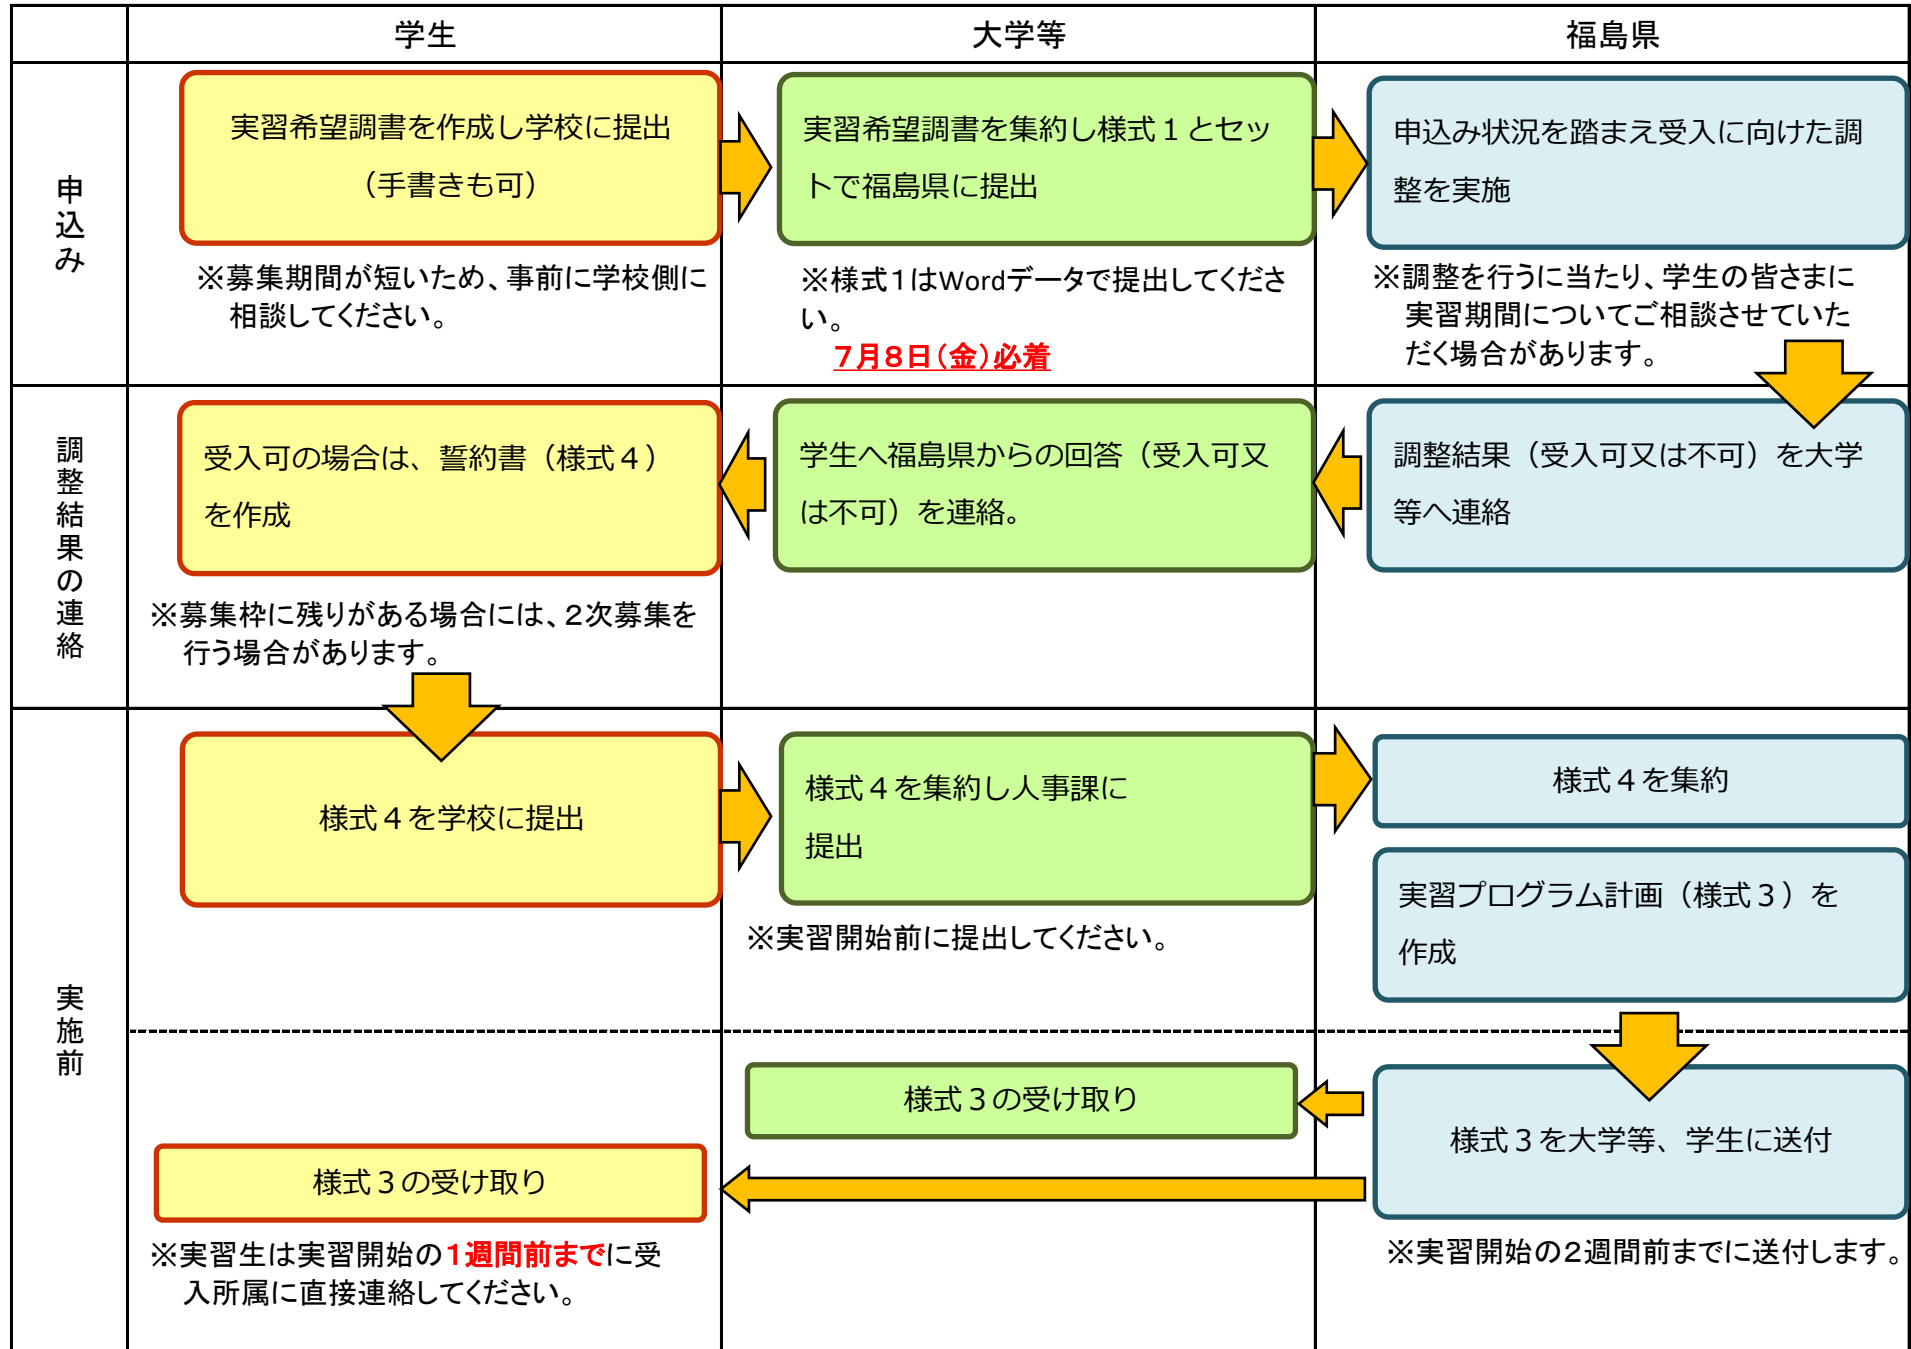 学生
大学等
福島県
申込み
実習希望調書を作成し学校に提出
（手書きも可）
※募集期間が短いため、事前に学校側に
相談してください。
実習希望調書を集約し様式１とセッ
トで福島県に提出
※様式１はWordデータで提出してくださ
い。
７月８日（金）必着
申込み状況を踏まえ受入に向けた調
整を実施
※調整を行うに当たり、学生の皆さまに
実習期間についてご相談させていた
だく場合があります。
調整結果の連絡
受入可の場合は、誓約書（様式４）
を作成
※募集枠に残りがある場合には、２次募集を
行う場合があります。
学生へ福島県からの回答（受入可又
は不可）を連絡。
調整結果（受入可又は不可）を大学
等へ連絡
実施前
様式４を学校に提出
様式４を集約し人事課に
提出
※実習開始前に提出してください。
様式４を集約
実習プログラム計画（様式３）を
作成
様式３の受け取り
様式３を大学等、学生に送付
様式３の受け取り
※実習生は実習開始の１週間前までに受
入所属に直接連絡してください。
※実習開始の２週間前までに送付します。